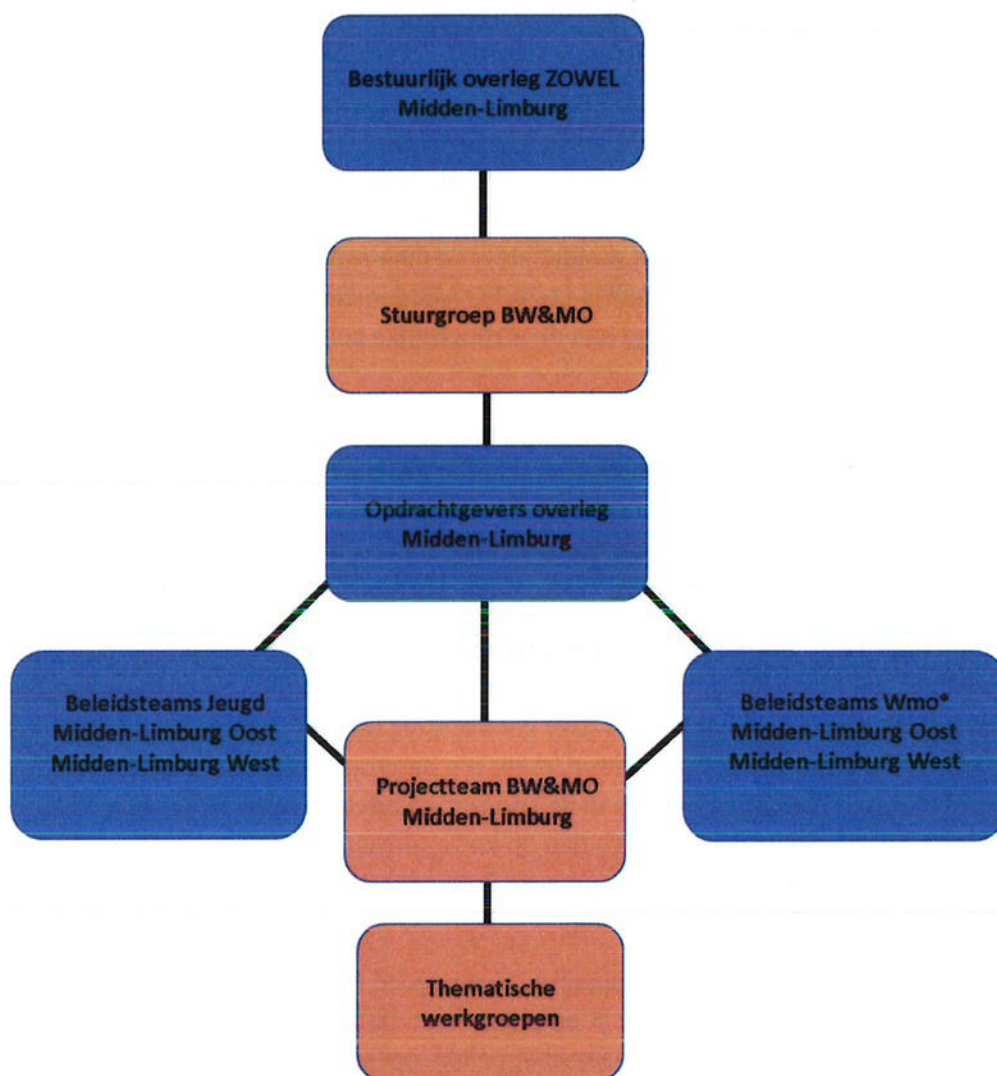 Bestuurlijk overleg ZOWEL
Midden-Limburg
Stuurgroep BW&MO
Opdrachtgevers overleg
Midden-Limburg
Beleidsteams Jeugd
Midden-Limburg Oost
Midden-Limburg West
Beleidsteams Wmo*
Midden-Limburg Oost
Midden-Limburg West
Projectteam BW&MO
Midden-Limburg
Thematische
werkgroepen